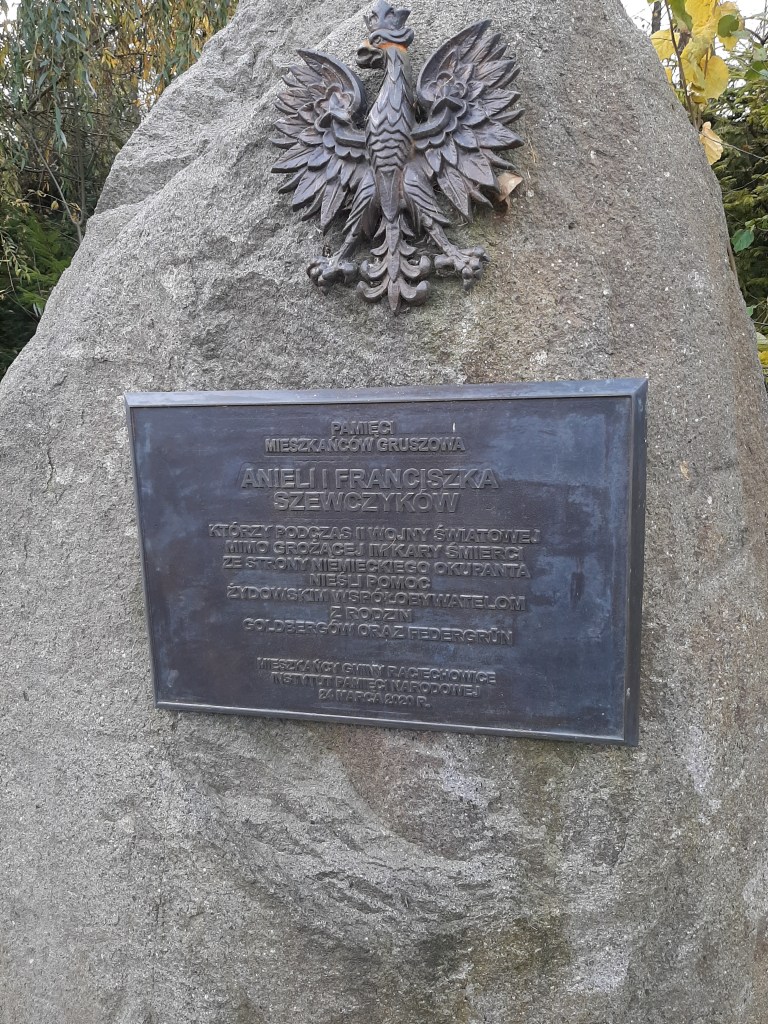 PAMIĘCI
MIESZKAŃCÓW GRUSZOWA
ANIELI I FRANCISZKA
SZEWCZYKÓW
KTÓRZY PODCZAS II WOJNY ŚWIATOWEJ
MIMO GROŻĄCEJ IM KARY ŚMIERCI
ZE STRONY NIEMIECKIEGO OKUPANTA
NIEŚLI POMOC
ŻYDOWSKIM WSPÓŁOBYWATELOM
Z RODZIN
GOLDBERGÓW ORAZ FEDERGRÜN
MIESZKAŃCY GMINY RACIECHOWICE
INSTYTUT PAMIĘCI NARODOWEJ
24 MARCA 2020 R.